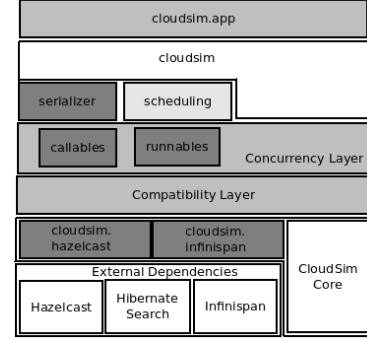 cloudsim.app
cloudsim
serializer
scheduling
callables
runnables
Concurrency Layer
Compatibility Layer
cloudsim.
hazelcast
cloudsim.
infinispan
External Dependencies
Hazelcast
Hibernate
Search
Infinispan
CloudSim
Core